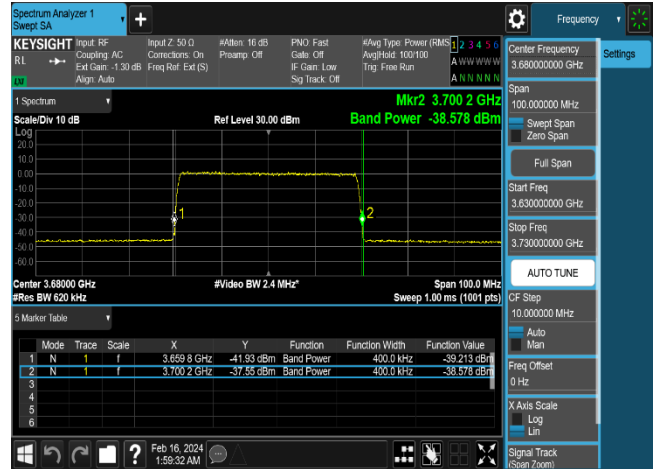 Spectrum Analyzer 1
Swept SA
+
Frequency
KEYSIGHT
RL
LXI
Input: RF
Coupling: AC
Ext Gain: -1.30 dB
Align: Auto
Input Z: 50 Ω
Corrections: On
Freq Ref: Ext (S)
#Atten: 16 dB
Preamp: Off
PNO: Fast
Gate: Off
IF Gain: Low
Sig Track: Off
#Avg Type: Power (RMS
Avg|Hold: 100/100
Trig: Free Run
1 2 3 4 5 6
A W W W W W
A N N N N N
1 Spectrum
Scale/Div 10 dB
Ref Level 30.00 dBm
Mkr2 3.700 2 GHz
Band Power -38.578 dBm
Log
20.0
10.0
0.00
-10.0
-20.0
-30.0
-40.0
-50.0
-60.0
1
2
Center 3.68000 GHz
#Video BW 2.4 MHz*
Span 100.0 MHz
#Res BW 620 kHz
Sweep 1.00 ms (1001 pts)
5 Marker Table
Mode Trace Scale X Y Function Function Width Function Value
1 N 1 f 3.659 8 GHz -41.93 dBm Band Power 400.0 kHz -39.213 dBm
2 N 1 f 3.700 2 GHz -37.55 dBm Band Power 400.0 kHz -38.578 dBm
3
4
5
6
?
Feb 16, 2024
1:59:32 AM
Center Frequency
3.680000000 GHz
Span
100.000000 MHz
Swept Span
Zero Span
Full Span
Start Freq
3.630000000 GHz
Stop Freq
3.730000000 GHz
AUTO TUNE
CF Step
10.000000 MHz
Auto
Man
Freq Offset
0 Hz
X Axis Scale
Log
Lin
Signal Track
(Span Zoom)
Settings